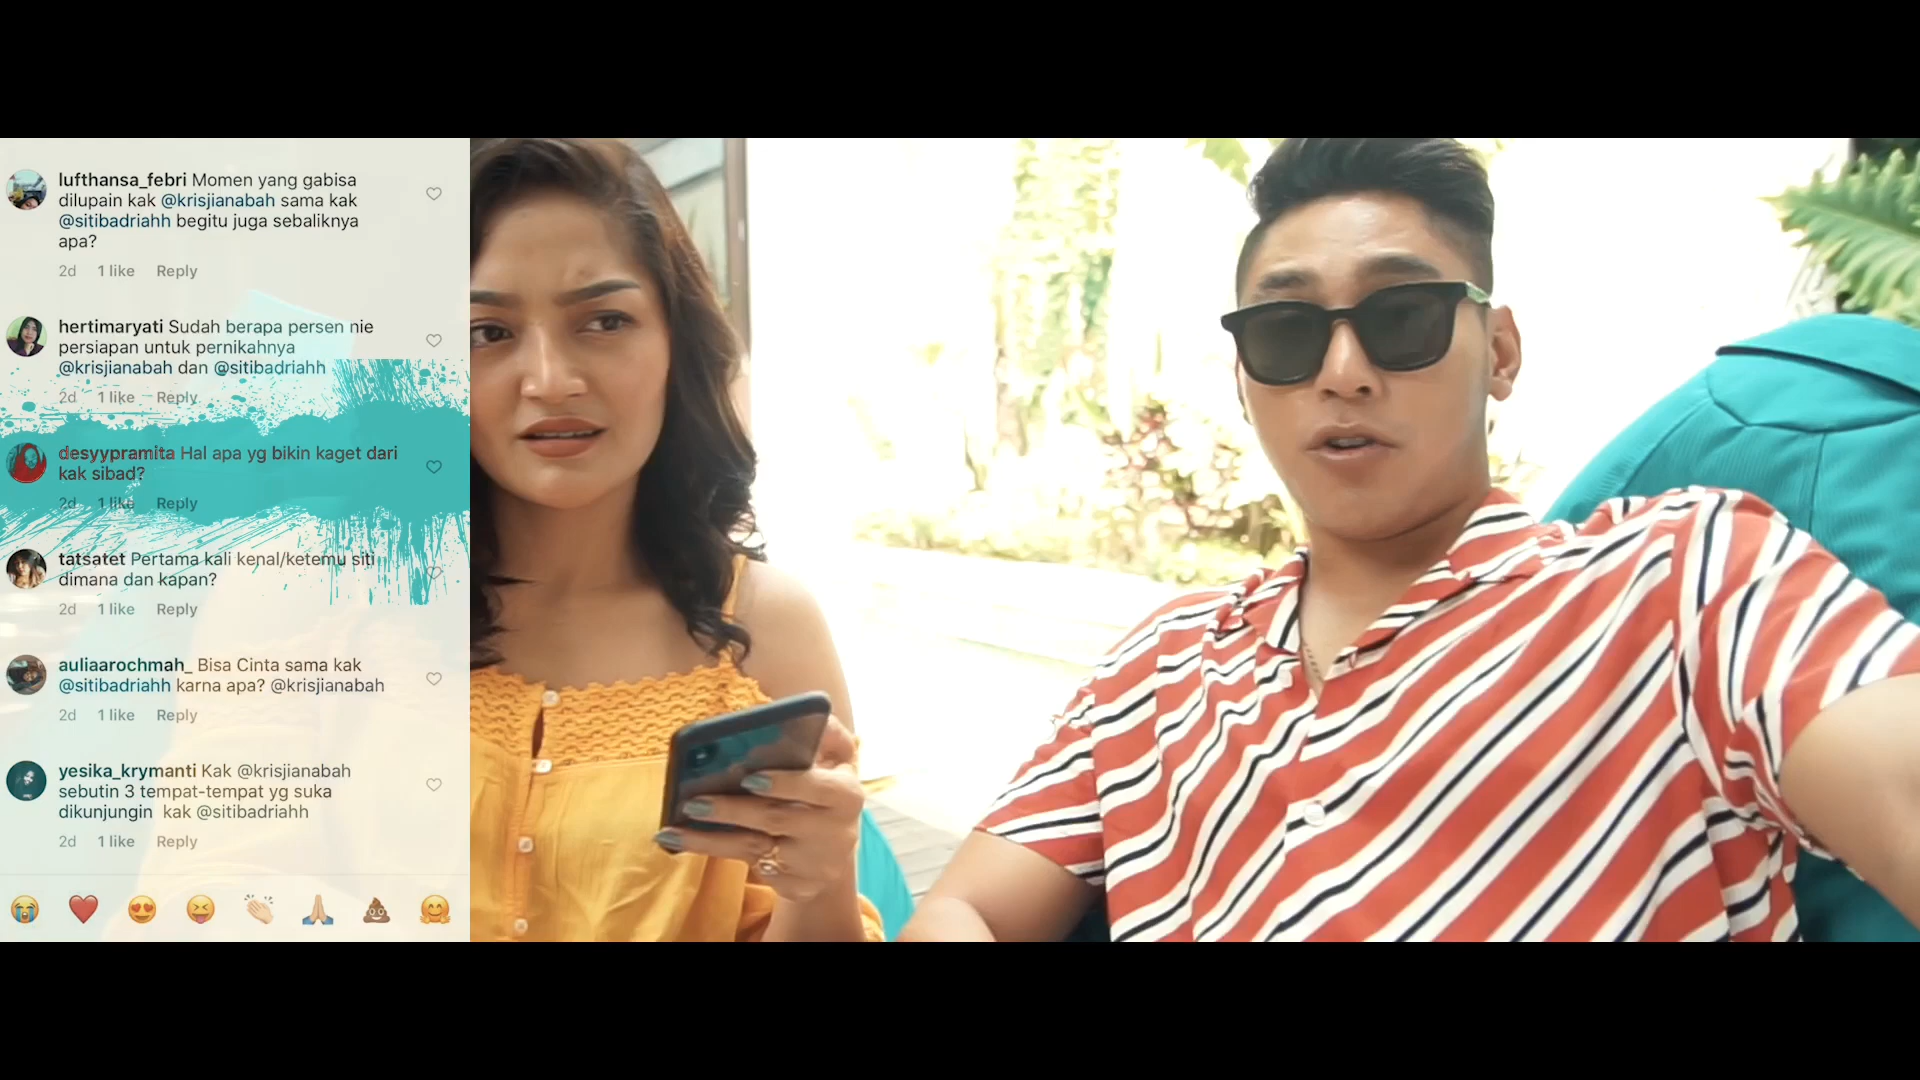 lufthansa_febri Momen yang gabisa
dilupain kak @krisjianabah sama kak
@sitibadriahh begitu juga sebaliknya
apa?
2d 1 like Reply
hertimaryati Sudah berapa persen nie
persiapan untuk pernikahnya
@krisjianabah dan @sitibadriahh
2d 1 like Reply
desyypramita Hal apa yg bikin kaget dari
kak sibad?
2d 1 like Reply
tatsatet Pertama kali kenal/ketemu siti
dimana dan kapan?
2d 1 like Reply
auliaarochmah_ Bisa Cinta sama kak
@sitibadriahh karna apa? @krisjianabah
2d 1 like Reply
yesika_krymanti Kak @krisjianabah
sebutin 3 tempat-tempat yg suka
dikunjungin kak @sitibadriahh
2d 1 like Reply